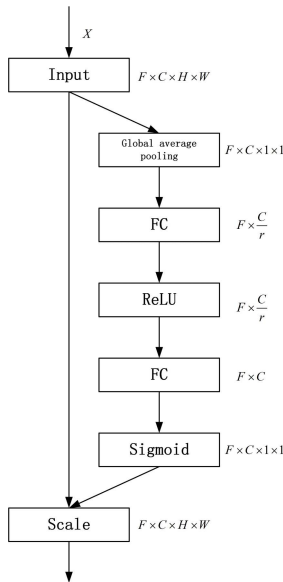 X
Input F×C×H×W
Global average
pooling F×C×1×1
FC F×C/r
ReLU F×C/r
FC F×C
Sigmoid F×C×1×1
Scale F×C×H×W